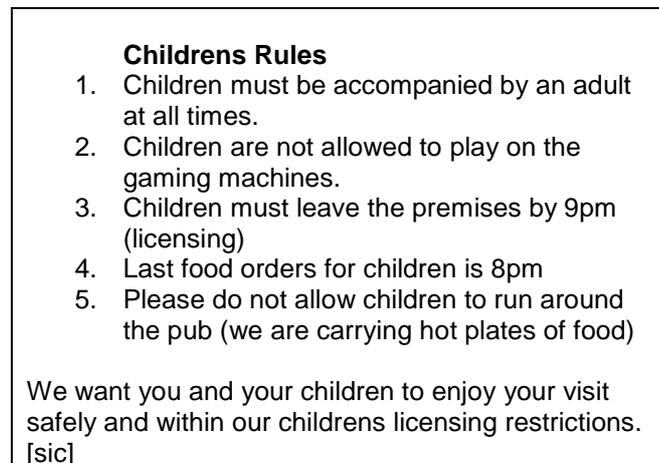 Childrens Rules
1. Children must be accompanied by an adult
at all times.
2. Children are not allowed to play on the
gaming machines.
3. Children must leave the premises by 9pm
(licensing)
4. Last food orders for children is 8pm
5. Please do not allow children to run around
the pub (we are carrying hot plates of food)
We want you and your children to enjoy your visit
safely and within our childrens licensing restrictions.
[sic]